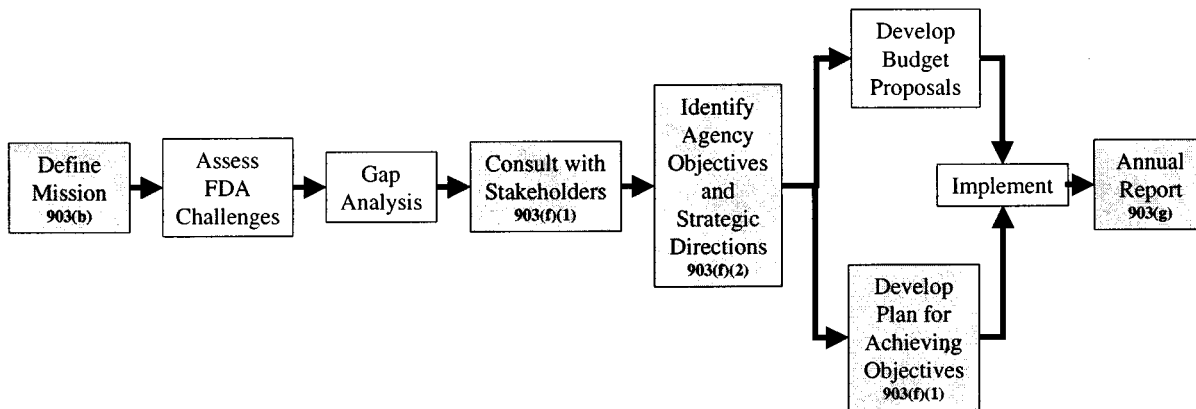 Define
Mission
903(b)
Assess
FDA
Challenges
Gap
Analysis
Consult with
Stakeholders
903(f)(1)
Identify
Agency
Objectives
and
Strategic
Directions
903(f)(2)
Develop
Budget
Proposals
Develop
Plan for
Achieving
Objectives
903(f)(1)
Implement
Annual
Report
903(g)